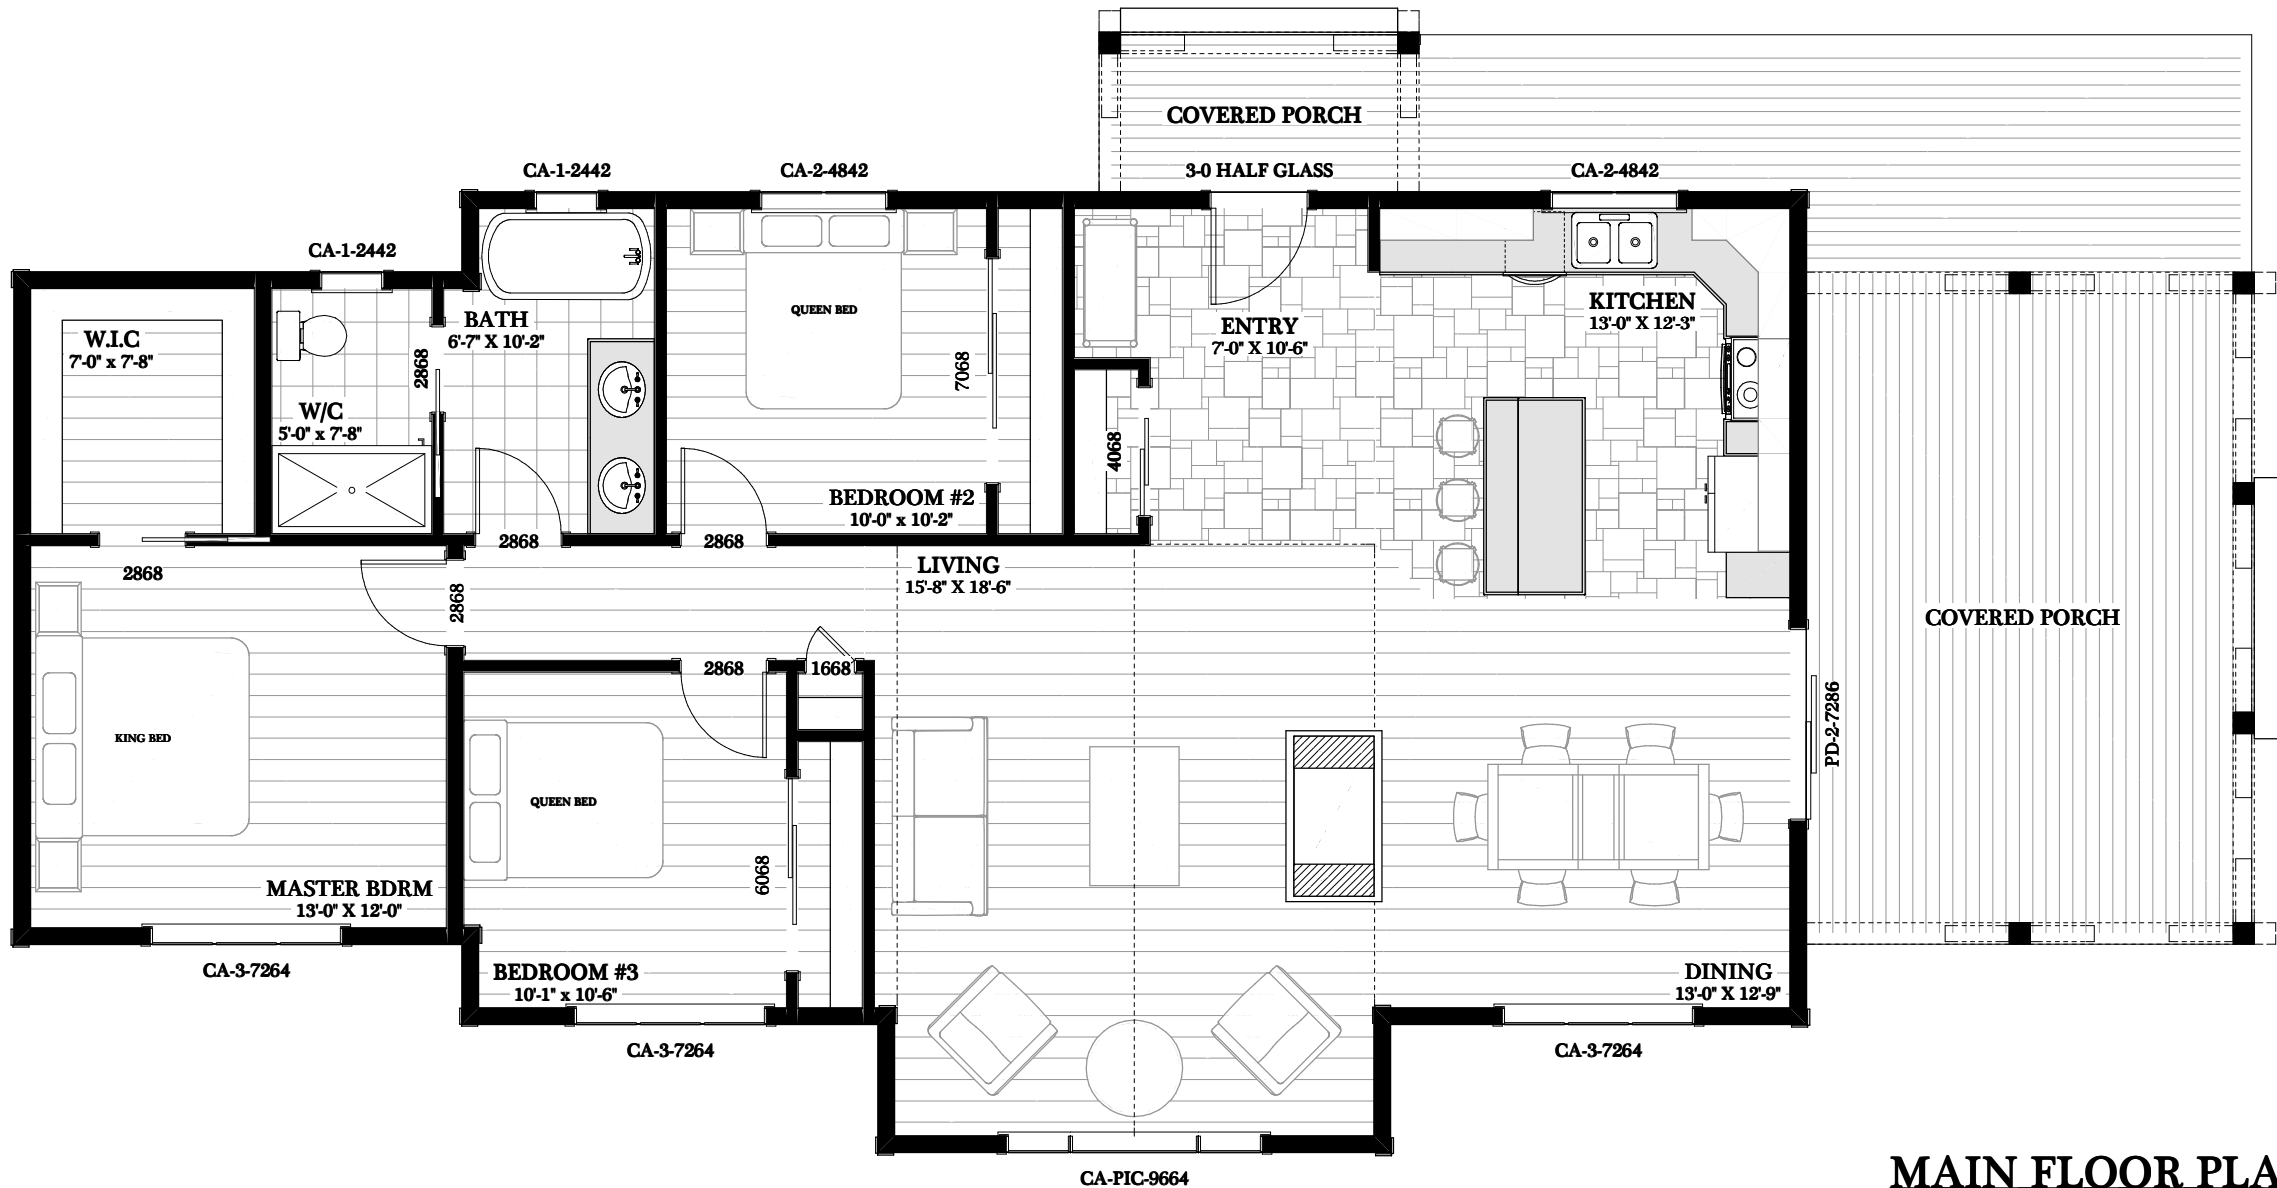 COVERED PORCH
CA-1-2442
CA-2-4842
3-0 HALF GLASS
CA-2-4842
CA-1-2442
W.I.C
7'-0" x 7'-8"
BATH
6'-7" X 10'-2"
QUEEN BED
ENTRY
7'-0" X 10'-6"
KITCHEN
13'-0" X 12'-3"
2868
7068
W/C
5'-0" x 7'-8"
4068
BEDROOM #2
10'-0" x 10'-2"
2868
2868
2868
2868
LIVING
15'-8" X 18'-6"
COVERED PORCH
2868
1668
PD-2-7286
KING BED
QUEEN BED
6068
MASTER BDRM
13'-0" X 12'-0"
CA-3-7264
BEDROOM #3
10'-1" x 10'-6"
DINING
13'-0" X 12'-9"
CA-3-7264
CA-3-7264
CA-PIC-9664
MAIN FLOOR PLA